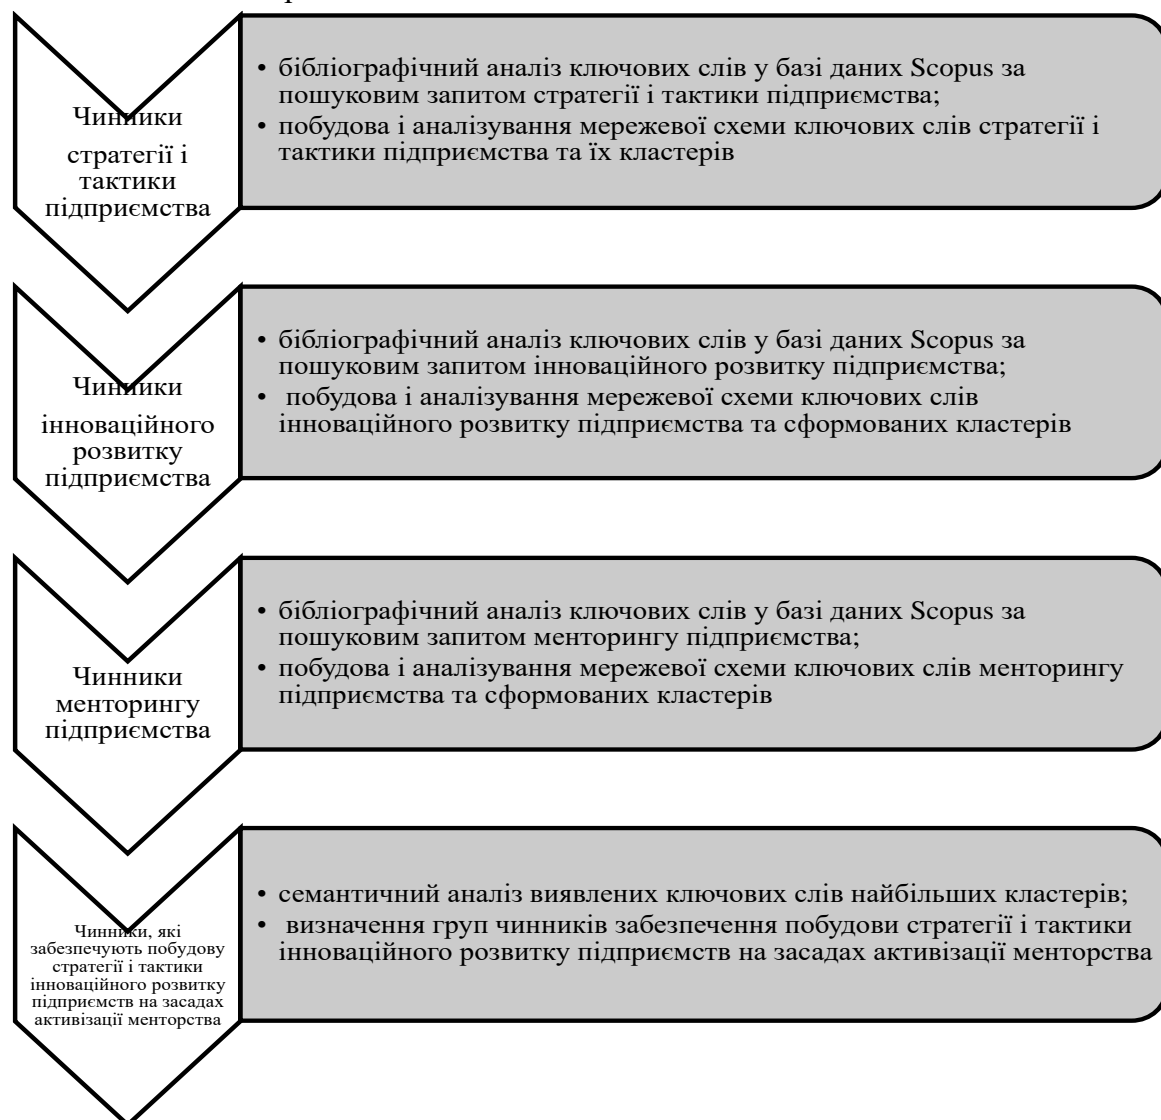 Чинники
стратегії і
тактики
підприємства
• бібліографічний аналіз ключових слів у базі даних Scopus за
пошуковим запитом стратегії і тактики підприємства;
• побудова і аналізування мережевої схеми ключових слів стратегії і
тактики підприємства та їх кластерів
Чинники
інноваційного
розвитку
підприємства
• бібліографічний аналіз ключових слів у базі даних Scopus за
пошуковим запитом інноваційного розвитку підприємства;
• побудова і аналізування мережевої схеми ключових слів
інноваційного розвитку підприємства та сформованих кластерів
Чинники
менторингу
підприємства
• бібліографічний аналіз ключових слів у базі даних Scopus за
пошуковим запитом менторингу підприємства;
• побудова і аналізування мережевої схеми ключових слів менторингу
підприємства та сформованих кластерів
Чинники, які
забезпечують побудову
стратегії і тактики
інноваційного розвитку
підприємств на засадах
активізації менторства
• семантичний аналіз виявлених ключових слів найбільших кластерів;
• визначення груп чинників забезпечення побудови стратегії і тактики
інноваційного розвитку підприємств на засадах активізації менторства